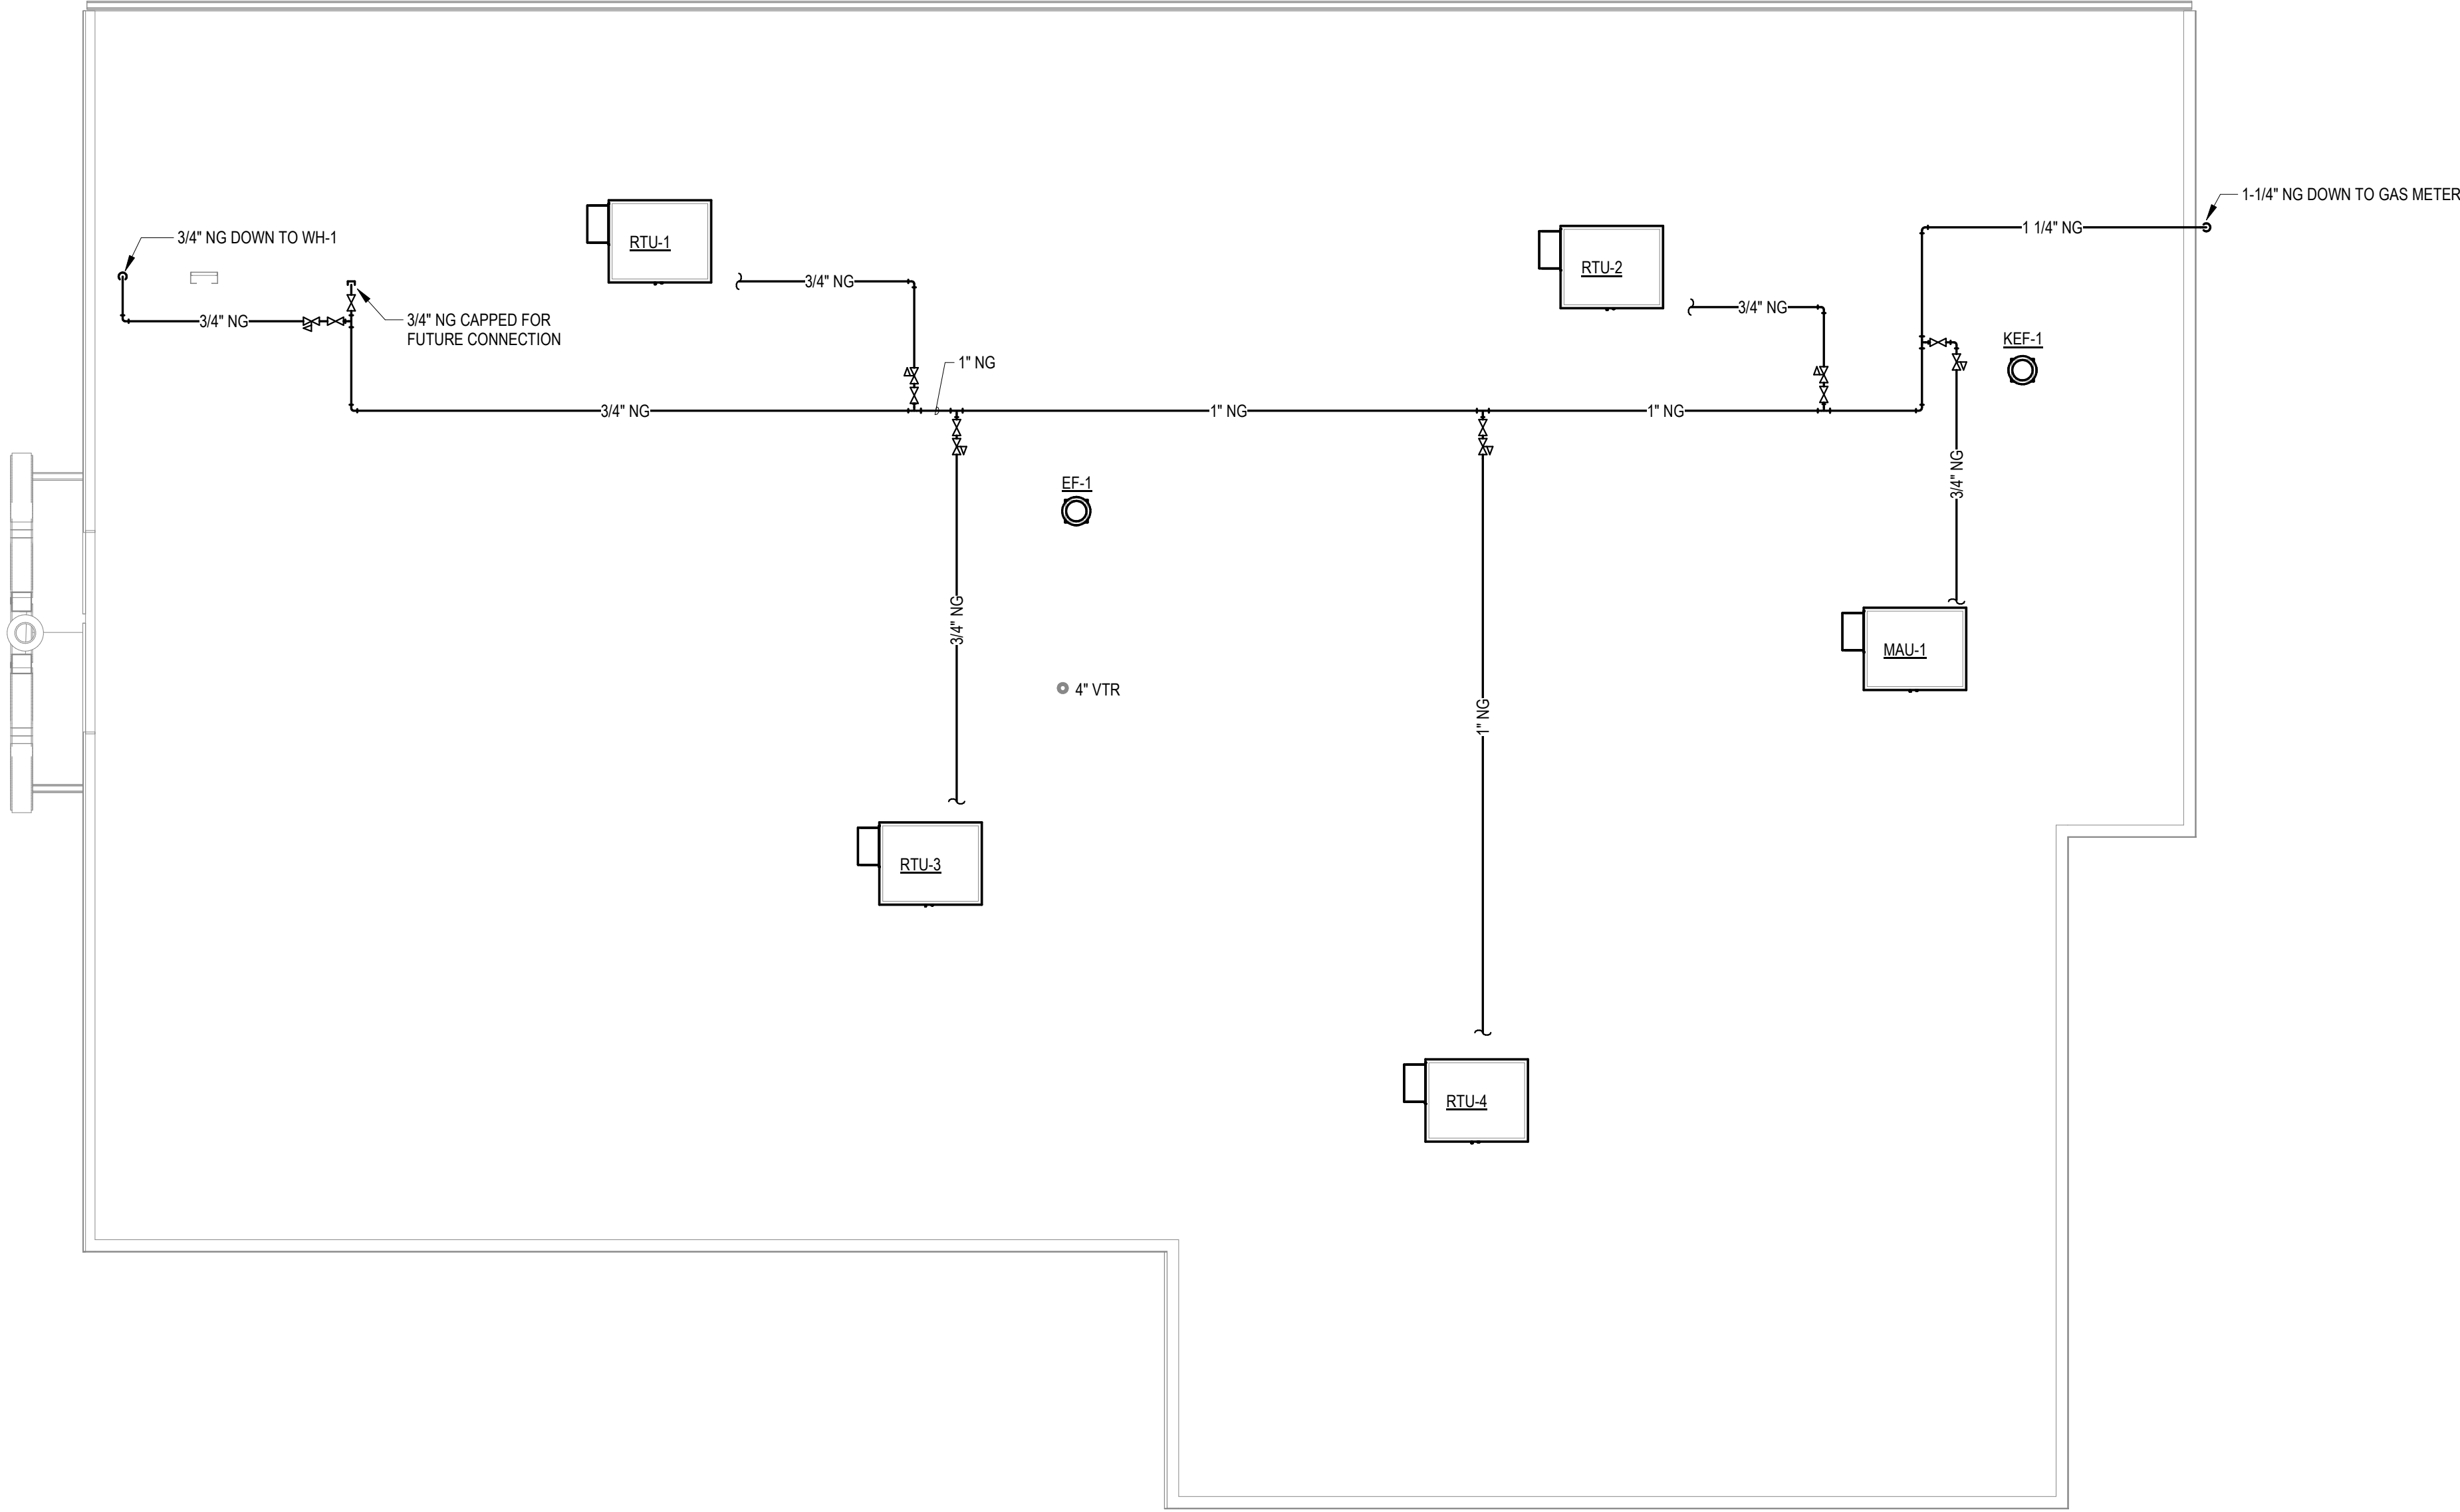 1-1/4" NG DOWN TO GAS METER
1 1/4" NG
3/4" NG DOWN TO WH-1
RTU-1
RTU-2
3/4" NG
3/4" NG
3/4" NG
3/4" NG CAPPED FOR
FUTURE CONNECTION
KEF-1
1" NG
3/4" NG
1" NG
1" NG
3/4" NG
EF-1
3/4" NG
MAU-1
4" VTR
1" NG
RTU-3
RTU-4